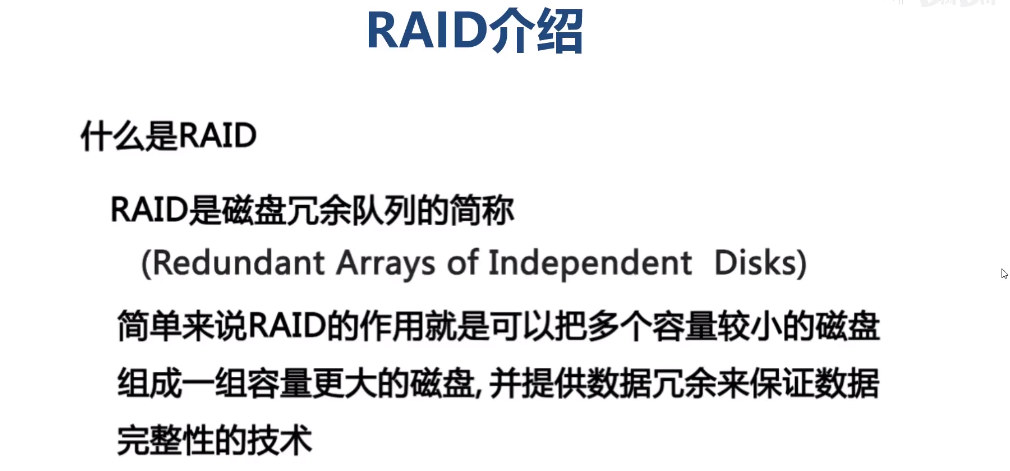 RAID介绍
什么是RAID
RAID是磁盘冗余队列的简称
(Redundant Arrays of Independent Disks)
简单来说RAID的作用就是可以把多个容量较小的磁盘
组成一组容量更大的磁盘,并提供数据冗余来保证数据
完整性的技术